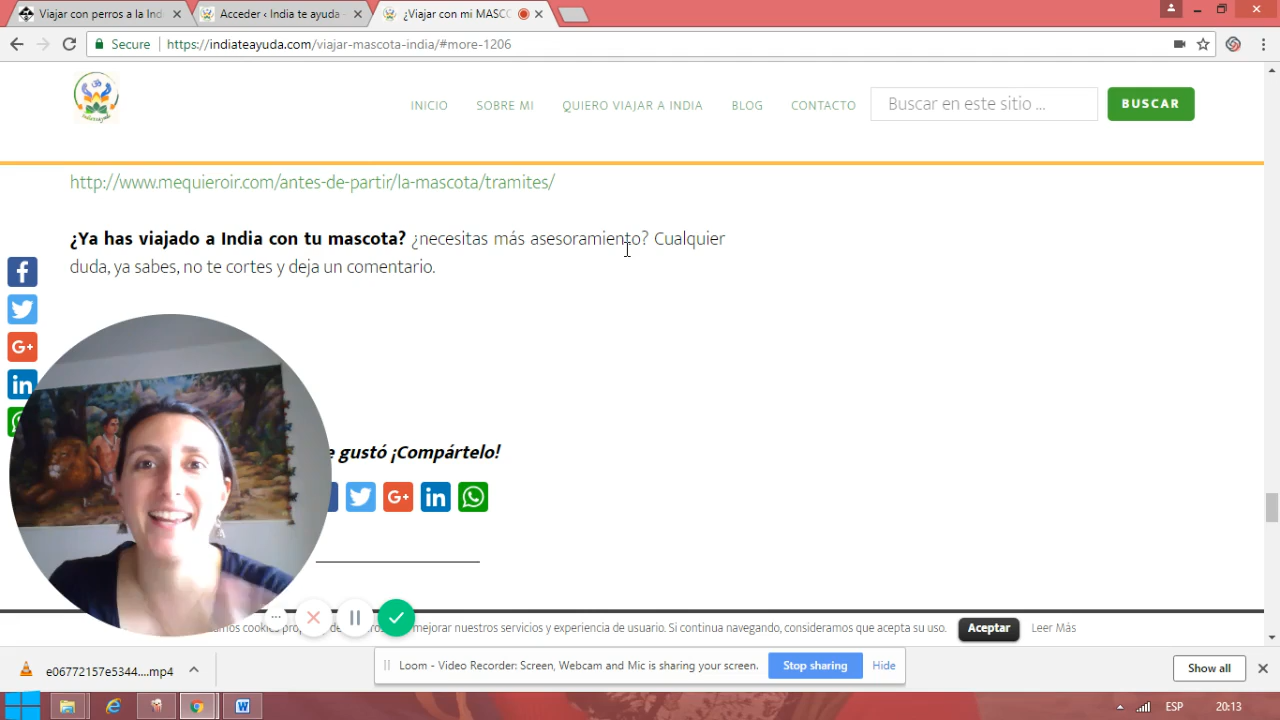 Viajar con perros a la Ind
Acceder ‹ India te ayuda -
¿Viajar con mi MASCO
Secure
https://indiateayuda.com/viajar-mascota-india/#more-1206
indiateayuda
INICIO
SOBRE MI
QUIERO VIAJAR A INDIA
BLOG
CONTACTO
Buscar en este sitio ...
BUSCAR
http://www.mequieroir.com/antes-de-partir/la-mascota/tramites/
¿Ya has viajado a India con tu mascota? ¿necesitas más asesoramiento? Cualquier
duda, ya sabes, no te cortes y deja un comentario.
gustó ¡Compártelo!
cookies mejorar nuestros servicios y experiencia de usuario. Si continua navegando, consideramos que acepta su uso.
Aceptar
Leer Más
e06772157e5344....mp4
Loom - Video Recorder: Screen, Webcam and Mic is sharing your screen.
Stop sharing
Hide
Show all
ESP
20:13